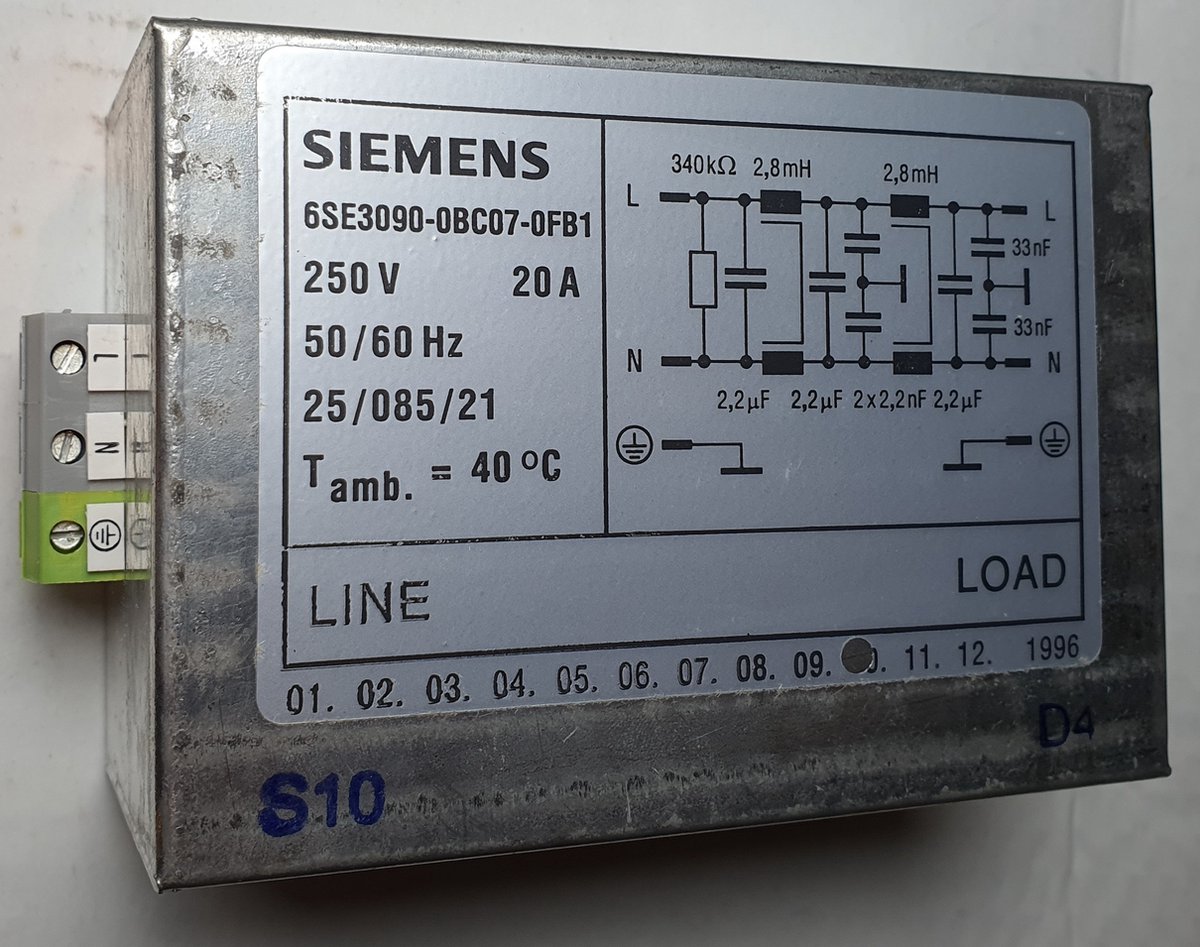 SIEMENS
6SE3090-0BC07-0FB1
250 V 20 A
50/60 Hz
25/085/21
Tamb. = 40 °C
340kΩ 2,8mH 2,8mH
L L
33nF
33nF
N N
2,2µF 2,2µF 2x2,2nF 2,2µF
LINE LOAD
01. 02. 03. 04. 05. 06. 07. 08. 09. 11. 12. 1996
S10
D4
L
N